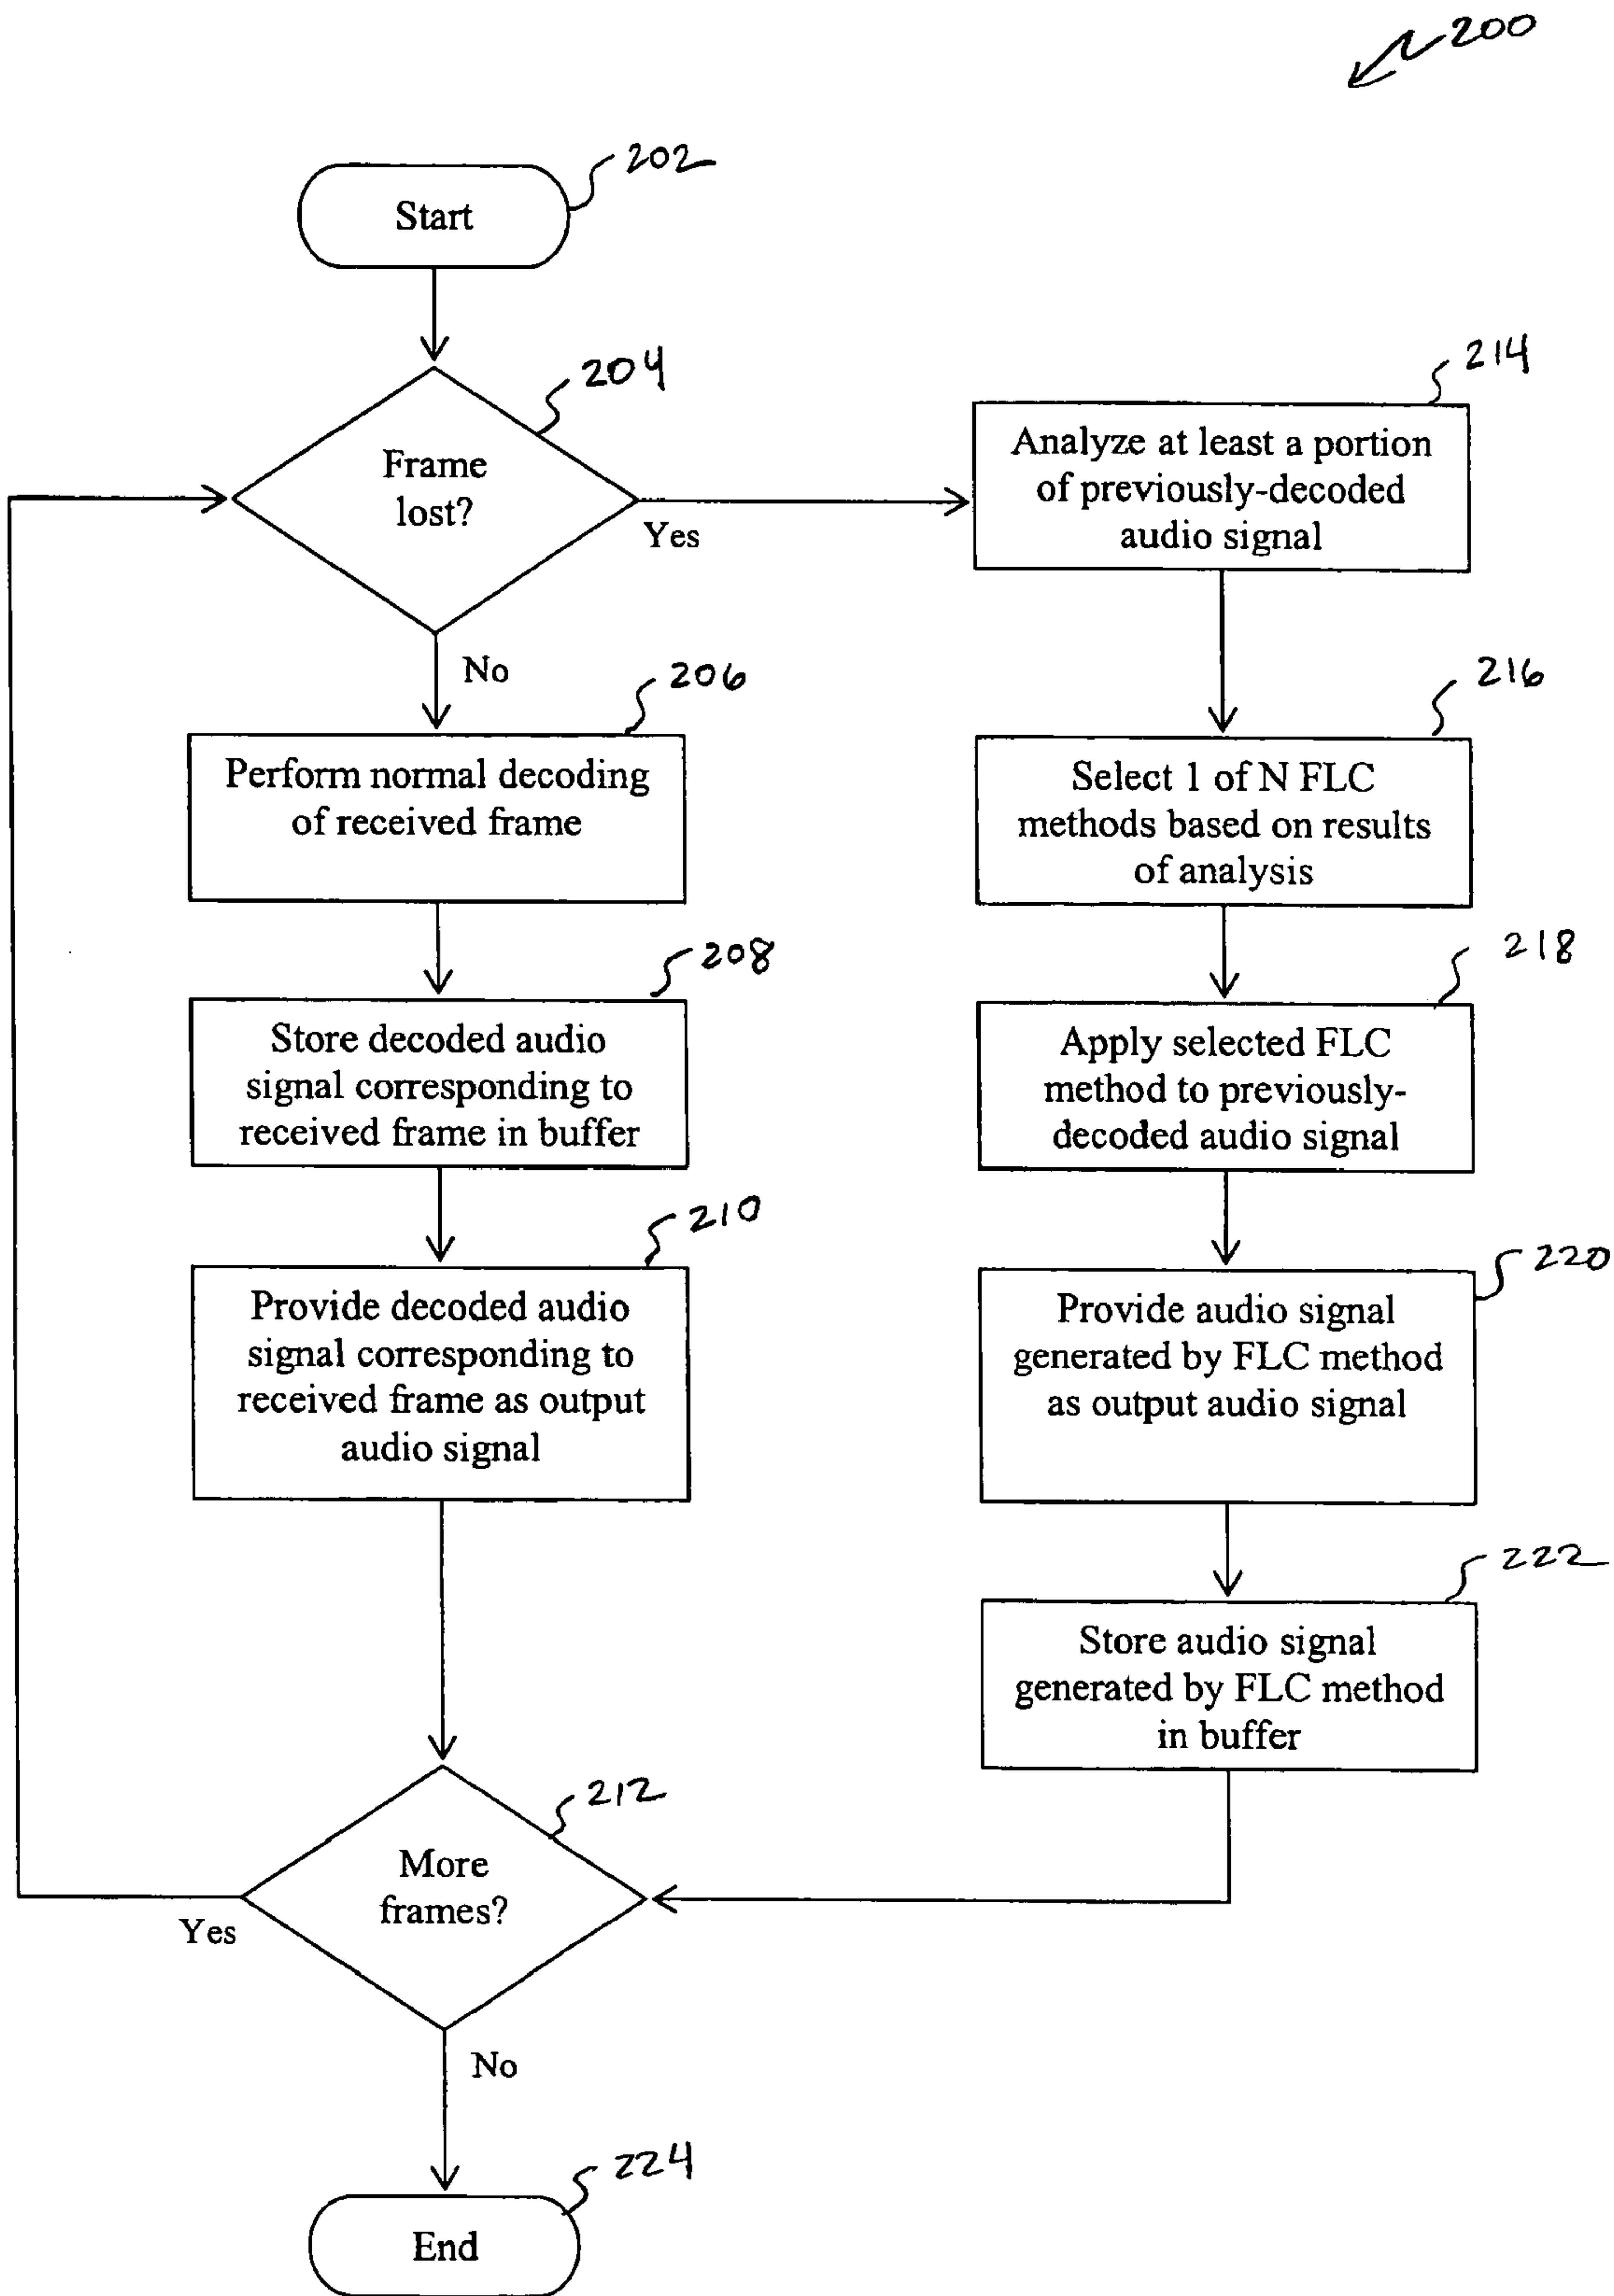 200
202
Start
204
Frame
lost?
Yes
No
214
Analyze at least a portion
of previously-decoded
audio signal
206
Perform normal decoding
of received frame
216
Select 1 of N FLC
methods based on results
of analysis
208
Store decoded audio
signal corresponding to
received frame in buffer
218
Apply selected FLC
method to previously-
decoded audio signal
210
Provide decoded audio
signal corresponding to
received frame as output
audio signal
220
Provide audio signal
generated by FLC method
as output audio signal
222
Store audio signal
generated by FLC method
in buffer
212
More
frames?
Yes
No
224
End